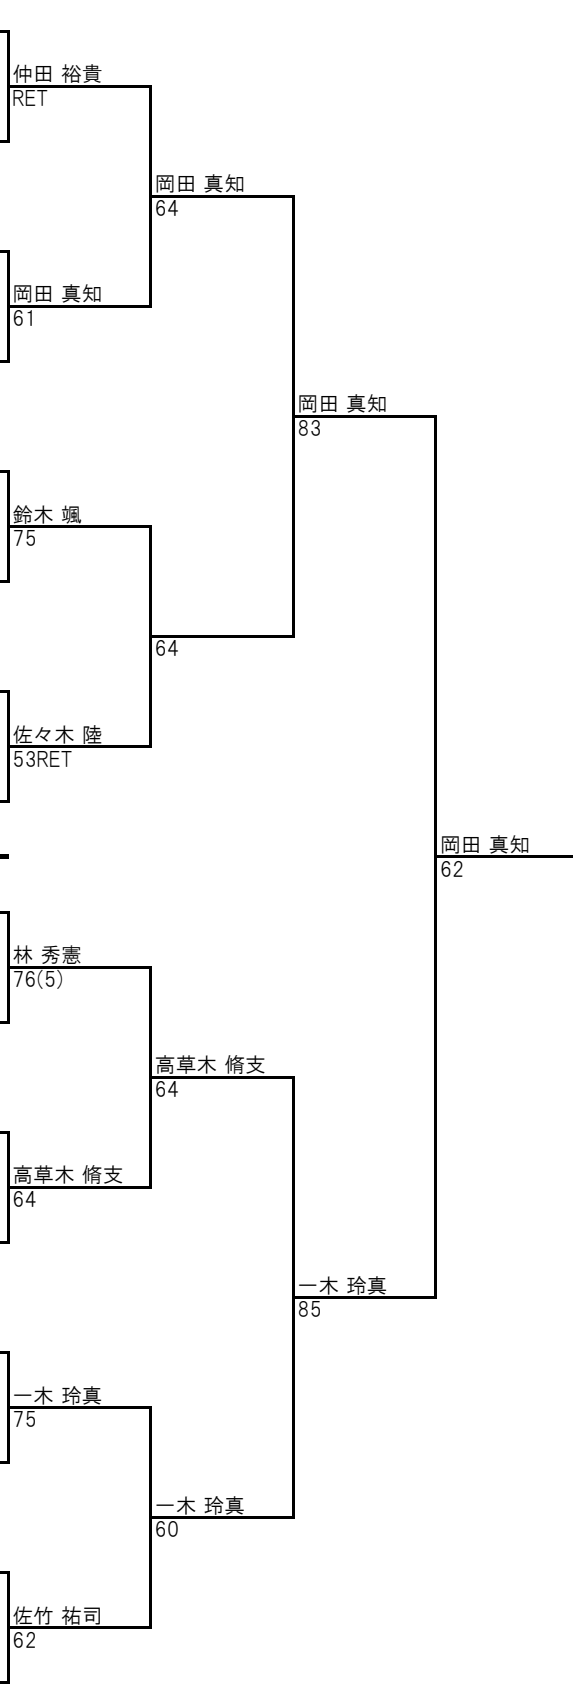 仲田 裕貴
RET
岡田 真知
64
岡田 真知
61
岡田 真知
83
鈴木 颯
75
64
佐々木 陸
53RET
岡田 真知
62
林 秀憲
76(5)
高草木 脩支
64
高草木 脩支
64
一木 玲真
85
一木 玲真
75
一木 玲真
60
佐竹 祐司
62